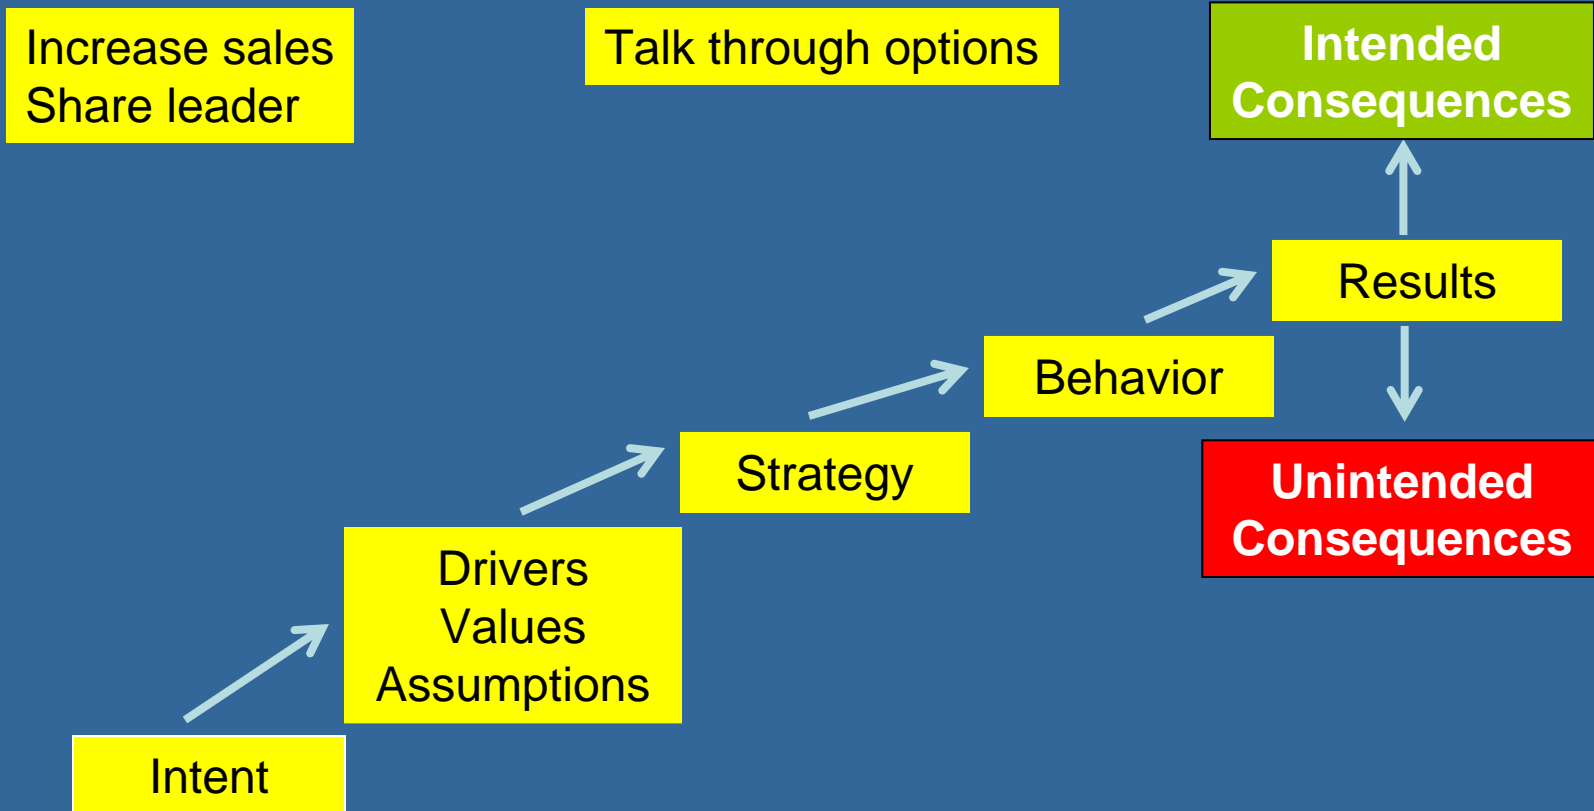 Increase sales
Share leader
Talk through options
Intended
Consequences
Results
Behavior
Strategy
Unintended
Consequences
Drivers
Values
Assumptions
Intent